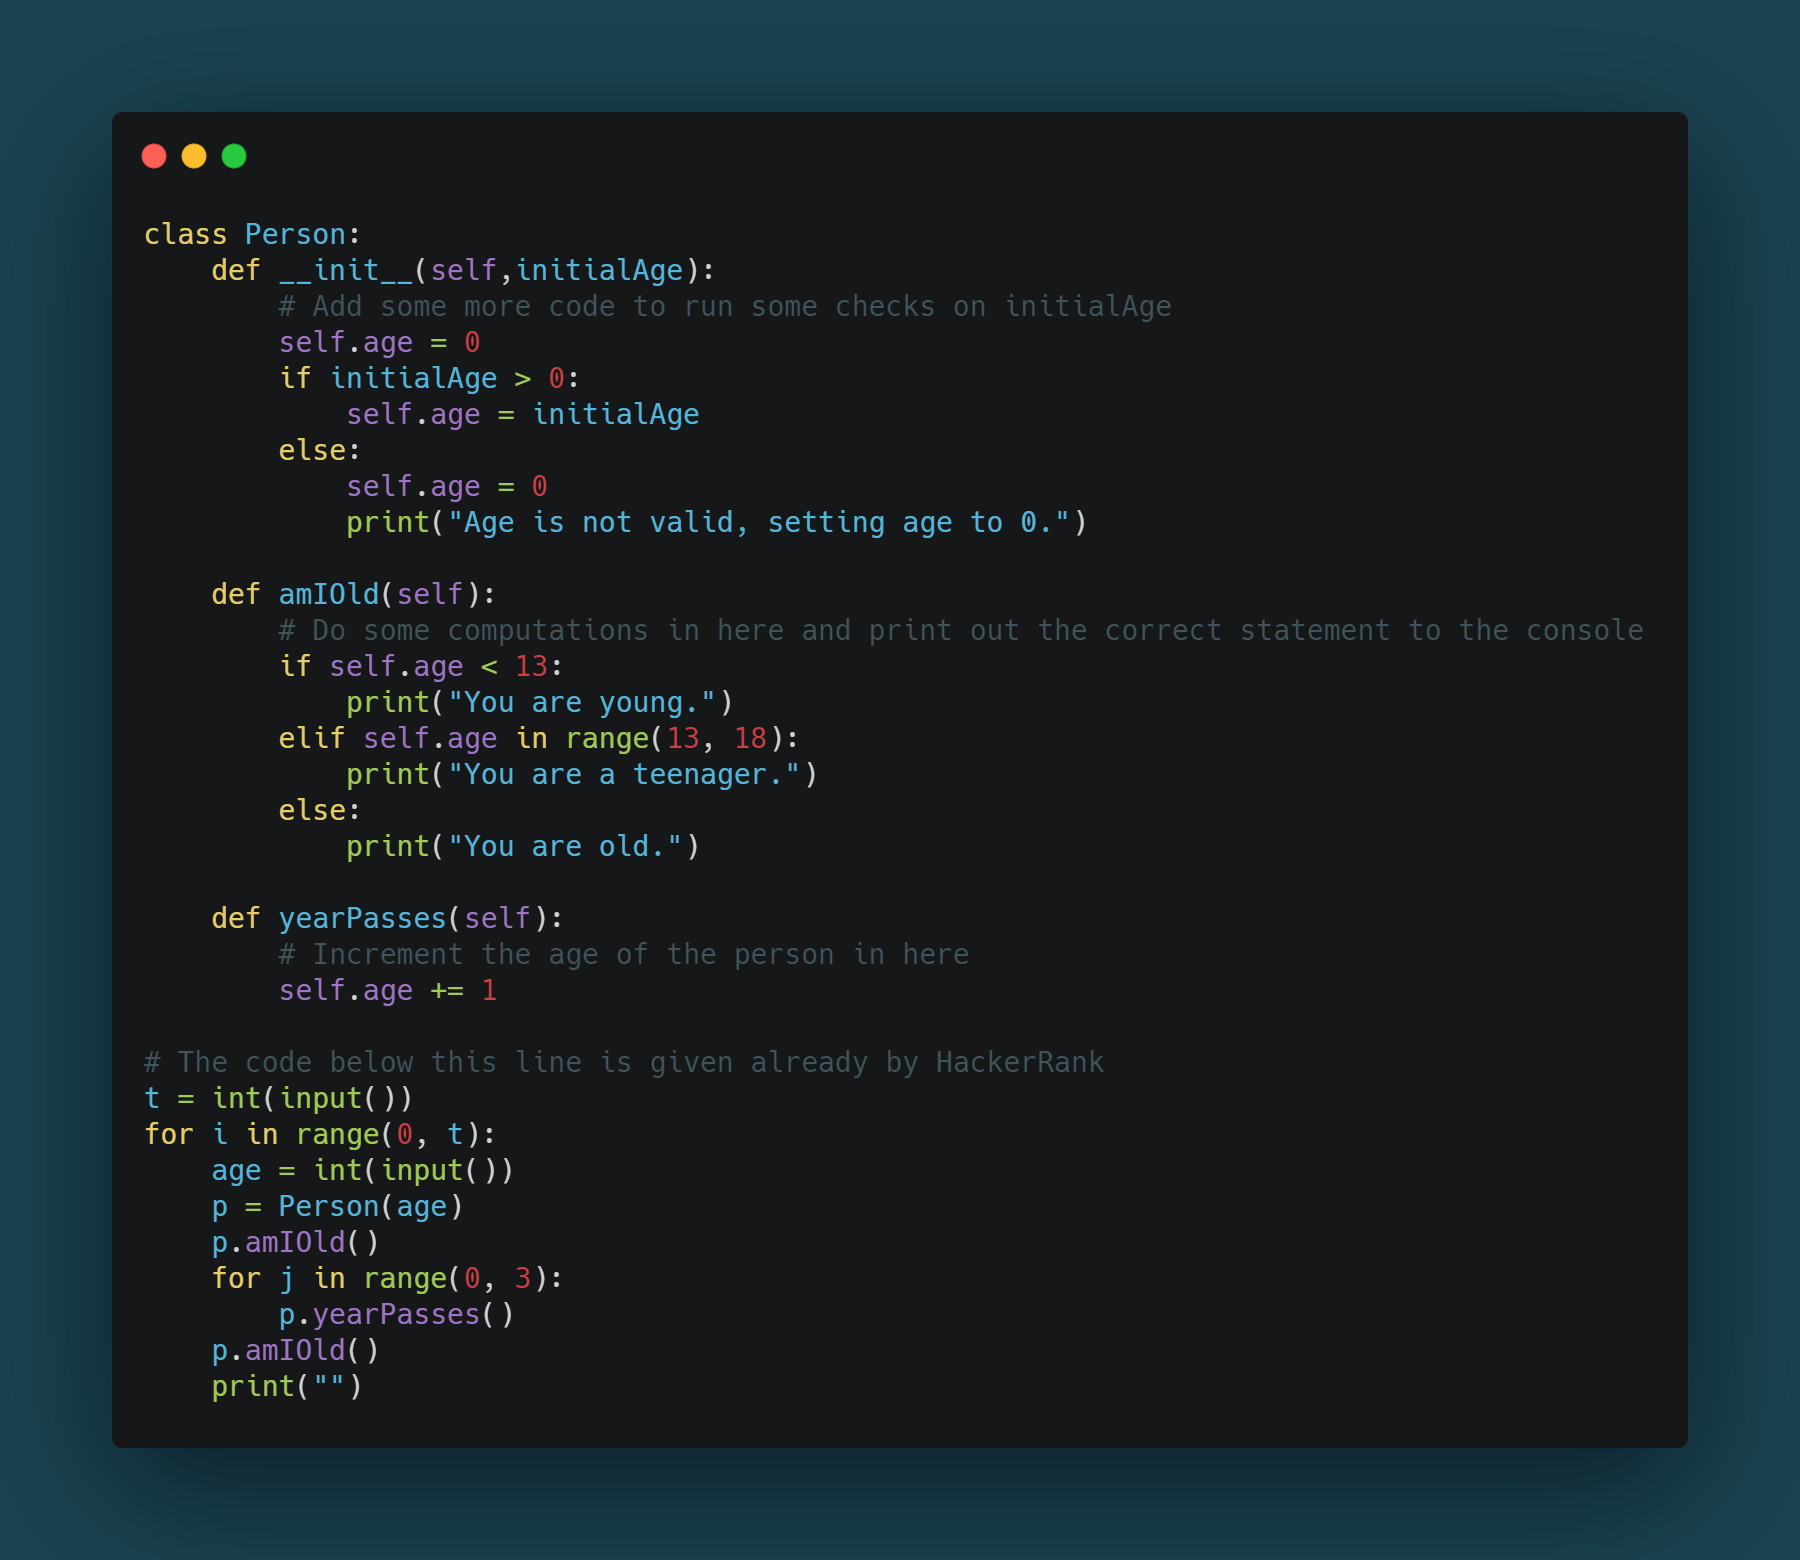 class Person:
    def __init__(self,initialAge):
        # Add some more code to run some checks on initialAge
        self.age = 0
        if initialAge > 0:
            self.age = initialAge
        else:
            self.age = 0
            print("Age is not valid, setting age to 0.")

    def amIOld(self):
        # Do some computations in here and print out the correct statement to the console
        if self.age < 13:
            print("You are young.")
        elif self.age in range(13, 18):
            print("You are a teenager.")
        else:
            print("You are old.")

    def yearPasses(self):
        # Increment the age of the person in here
        self.age += 1

# The code below this line is given already by HackerRank
t = int(input())
for i in range(0, t):
    age = int(input())
    p = Person(age)
    p.amIOld()
    for j in range(0, 3):
        p.yearPasses()
    p.amIOld()
    print("")